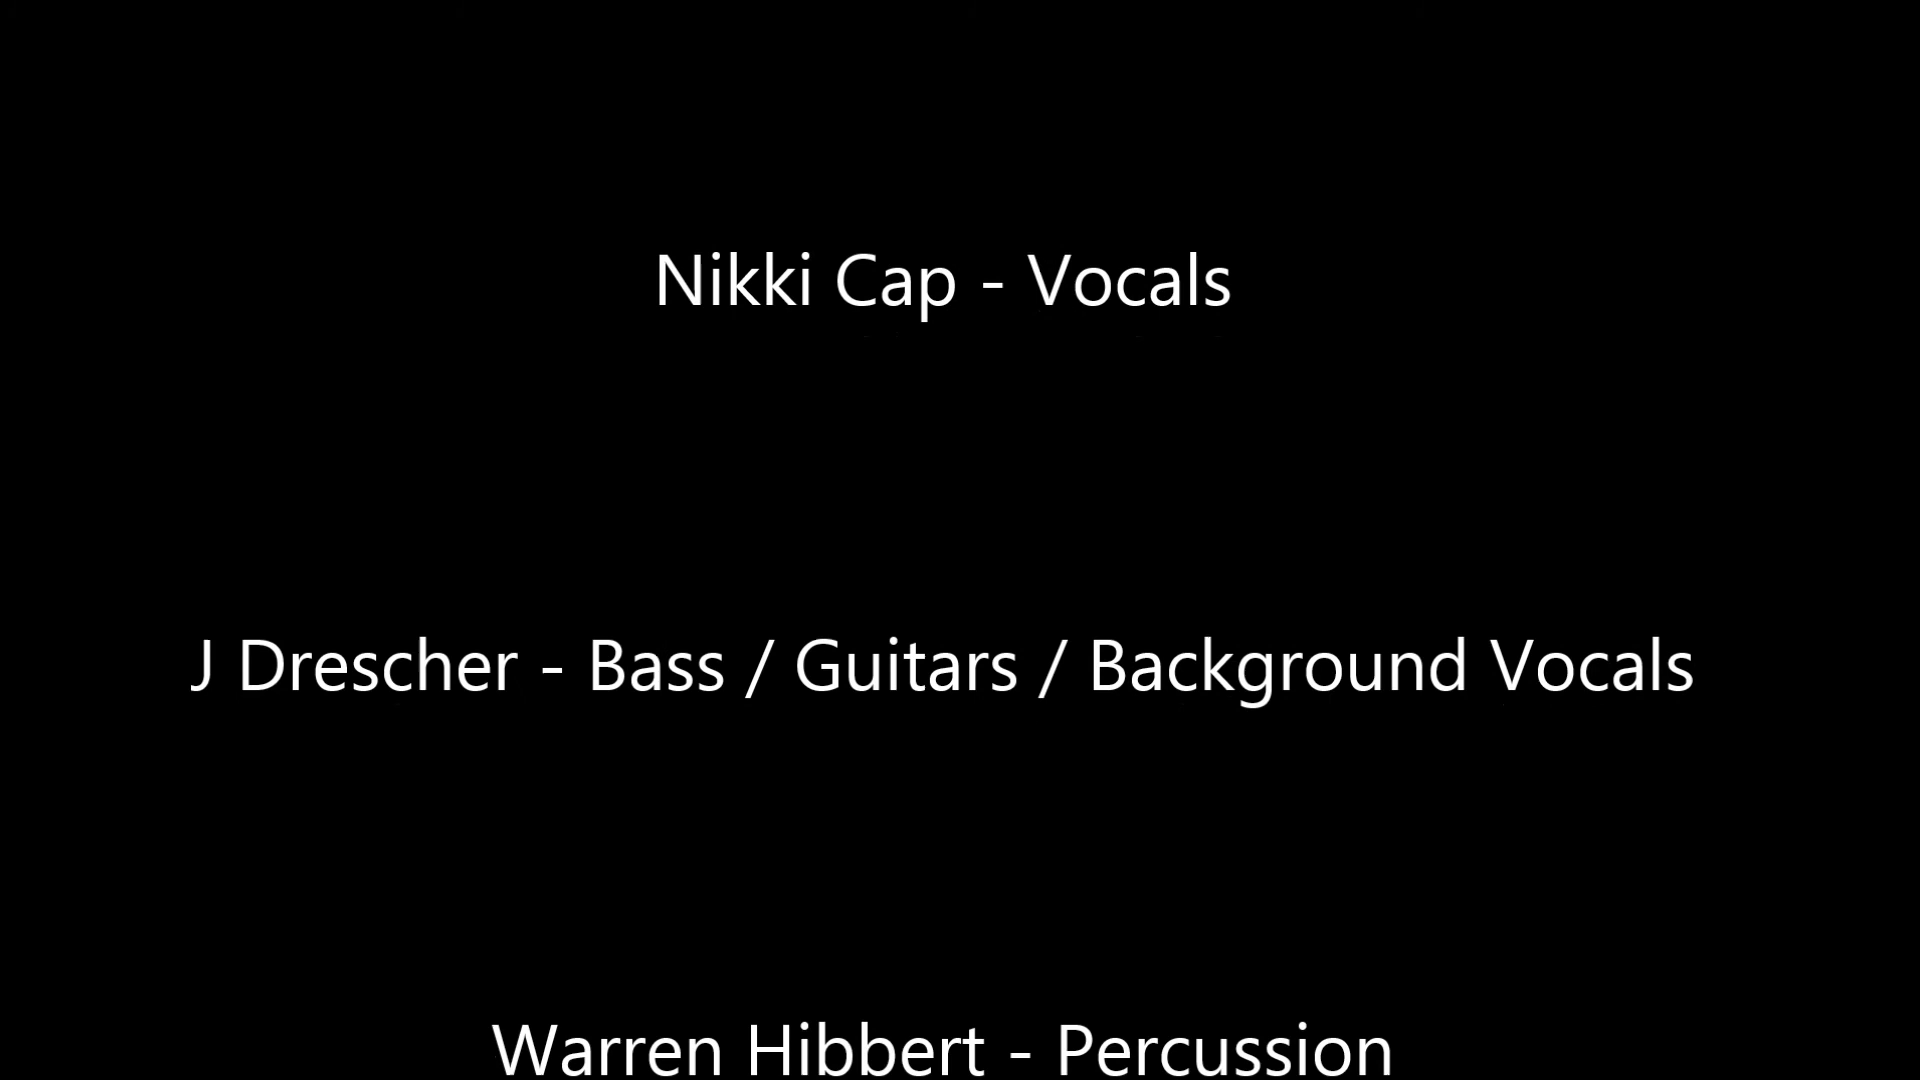 Nikki Cap - Vocals
J Drescher - Bass / Guitars / Background Vocals
Warren Hibbert - Percussion